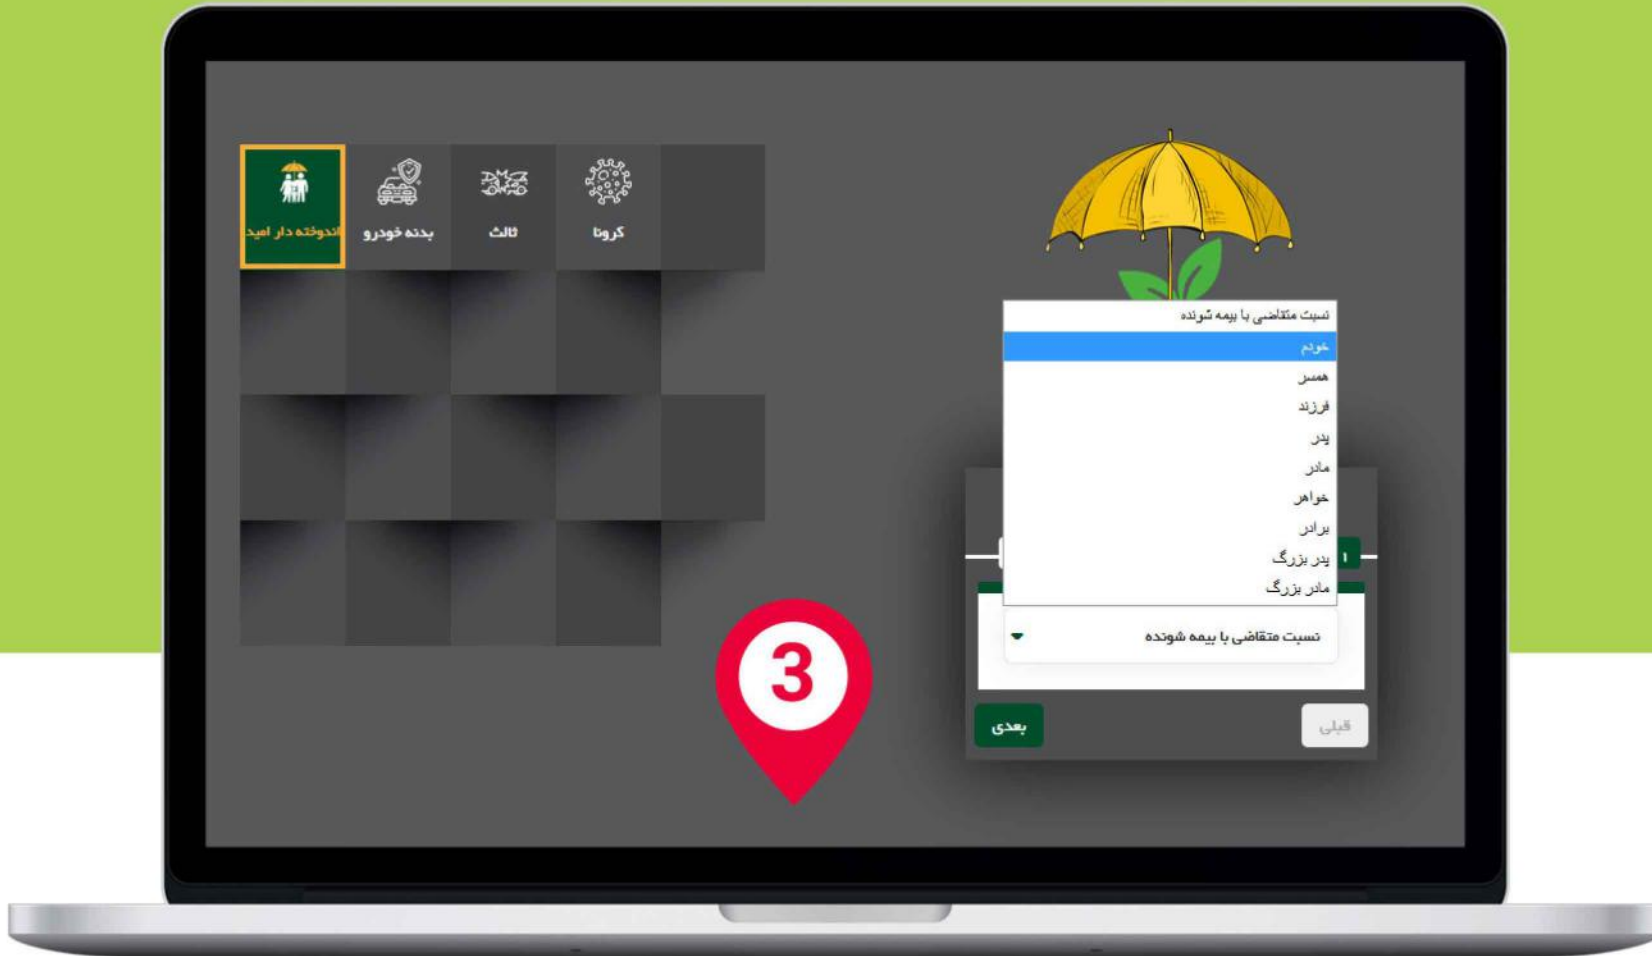 کرونا
ثالث
بدنه خودرو
اندوخته دار امید
نسبت متقاضی با بیمه شونده
خودم
همسر
فرزند
پدر
مادر
خواهر
برادر
پدر بزرگ
مادر بزرگ
۱
نسبت متقاضی با بیمه شونده
قبلی
بعدی
3